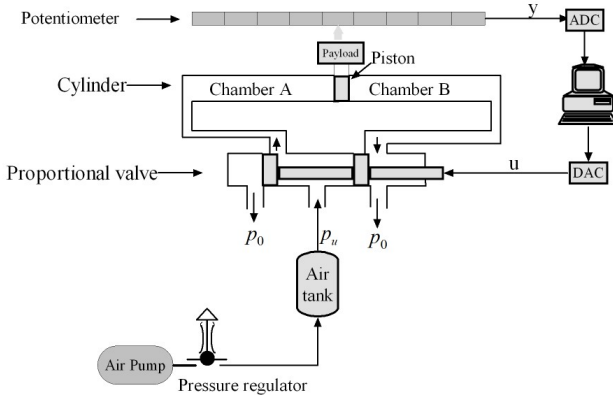 Potentiometer
y
ADC
Payload
Piston
Cylinder
Chamber A
Chamber B
Proportional valve
u
DAC
p0
pu
p0
Air
tank
Air Pump
Pressure regulator